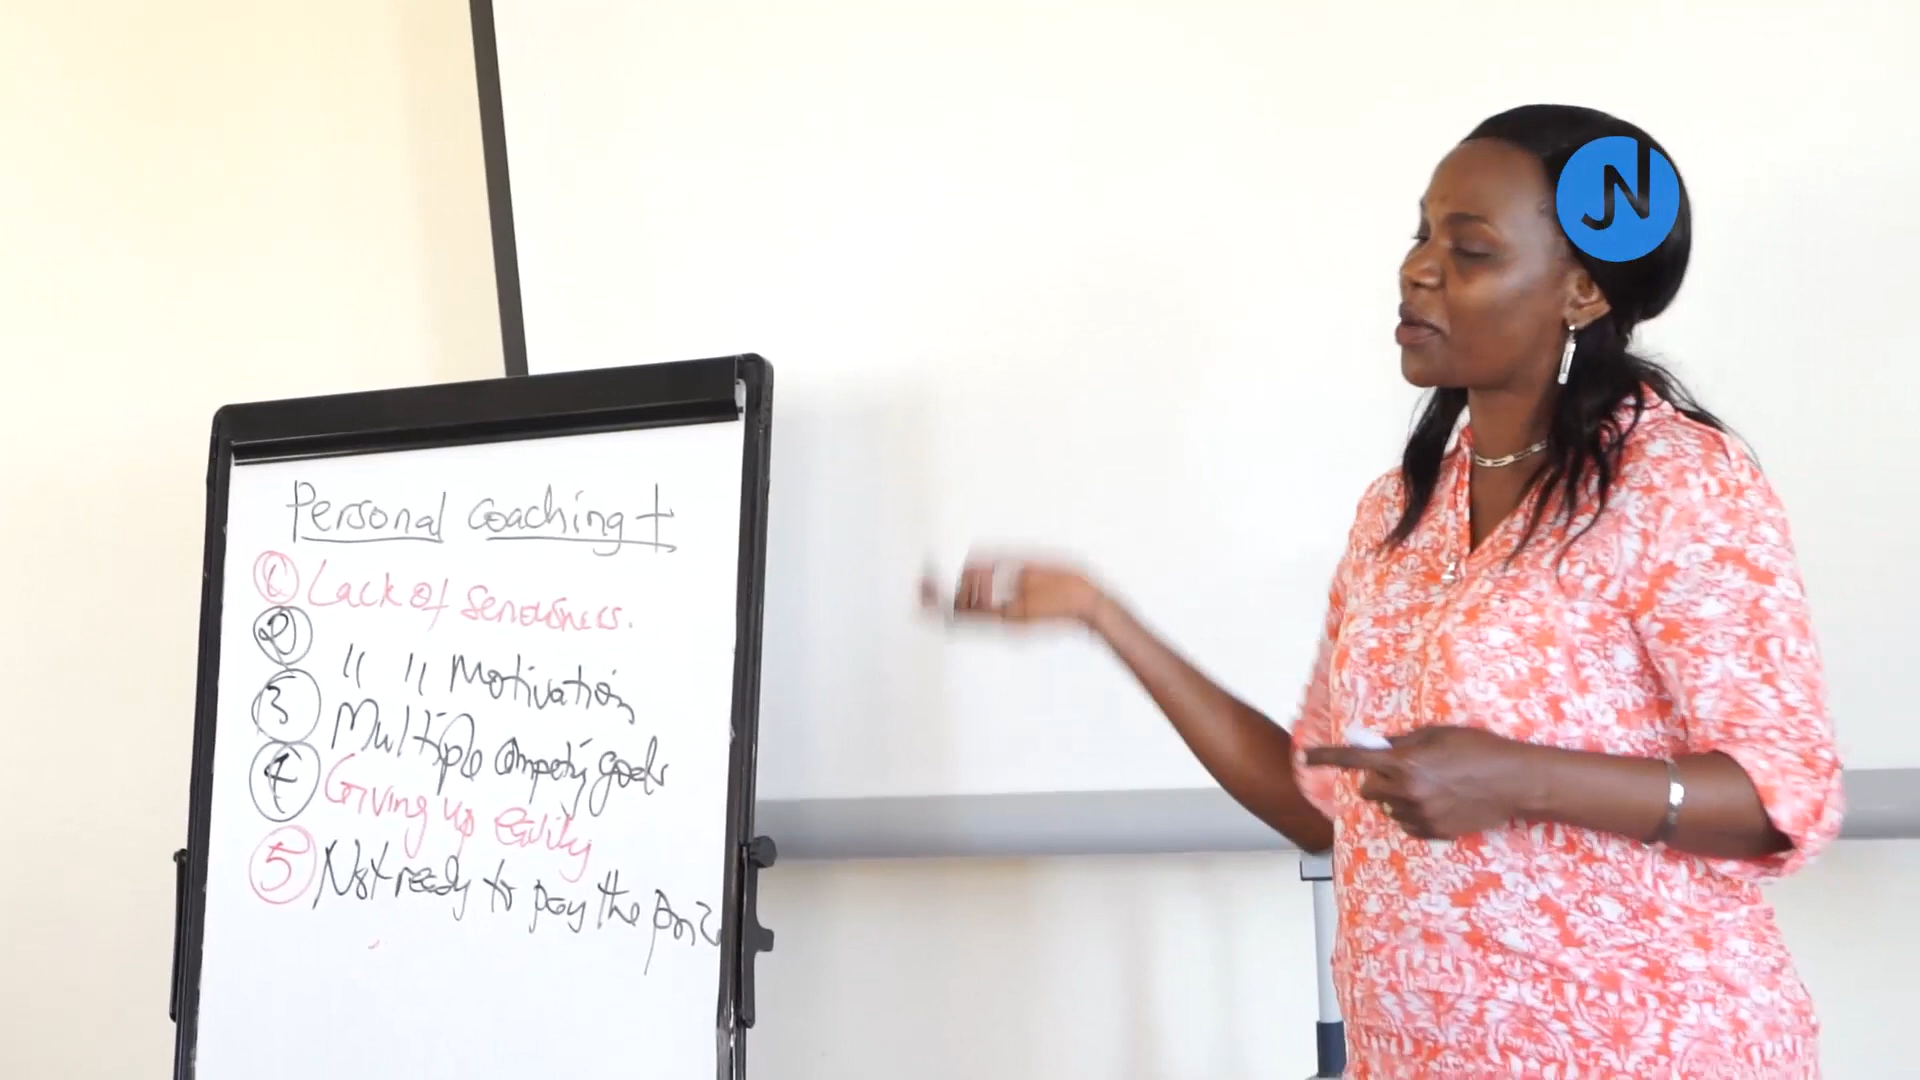 JN
Personal coaching +
1 Lack of seriousness.
2 " " Motivation
3 Multiple competing goals
4 Giving up easily
5 Not ready to pay the